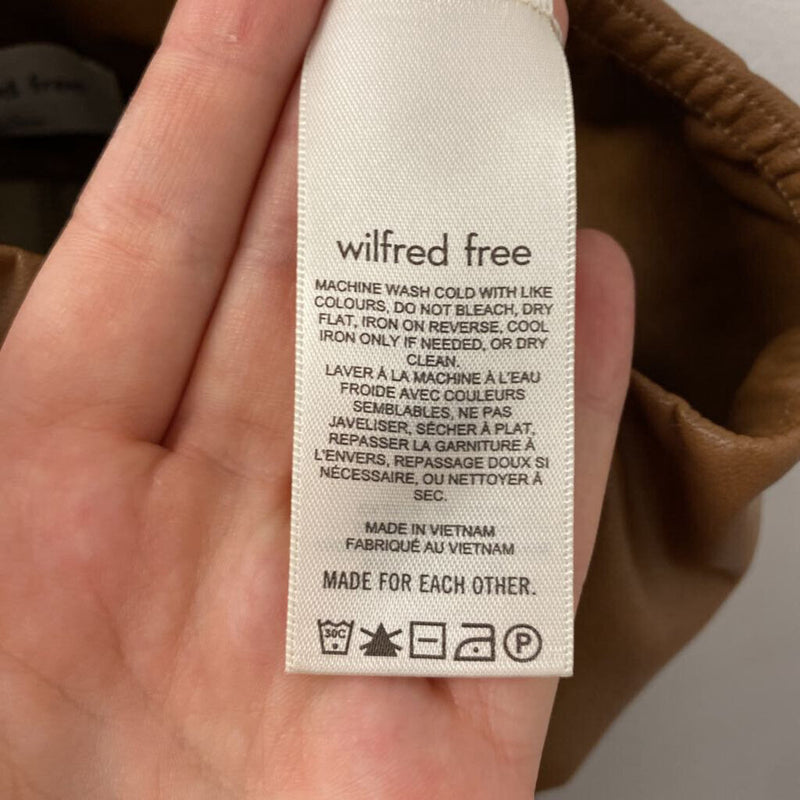 free
wilfred free
MACHINE WASH COLD WITH LIKE
COLOURS, DO NOT BLEACH, DRY
FLAT, IRON ON REVERSE, COOL
IRON ONLY IF NEEDED, OR DRY
CLEAN.
LAVER À LA MACHINE À L'EAU
FROIDE AVEC COULEURS
SEMBLABLES, NE PAS
JAVELISER, SÉCHER À PLAT,
REPASSER LA GARNITURE À
L'ENVERS, REPASSAGE DOUX SI
NÉCESSAIRE, OU NETTOYER À
SEC.
MADE IN VIETNAM
FABRIQUÉ AU VIETNAM
MADE FOR EACH OTHER.
30C P